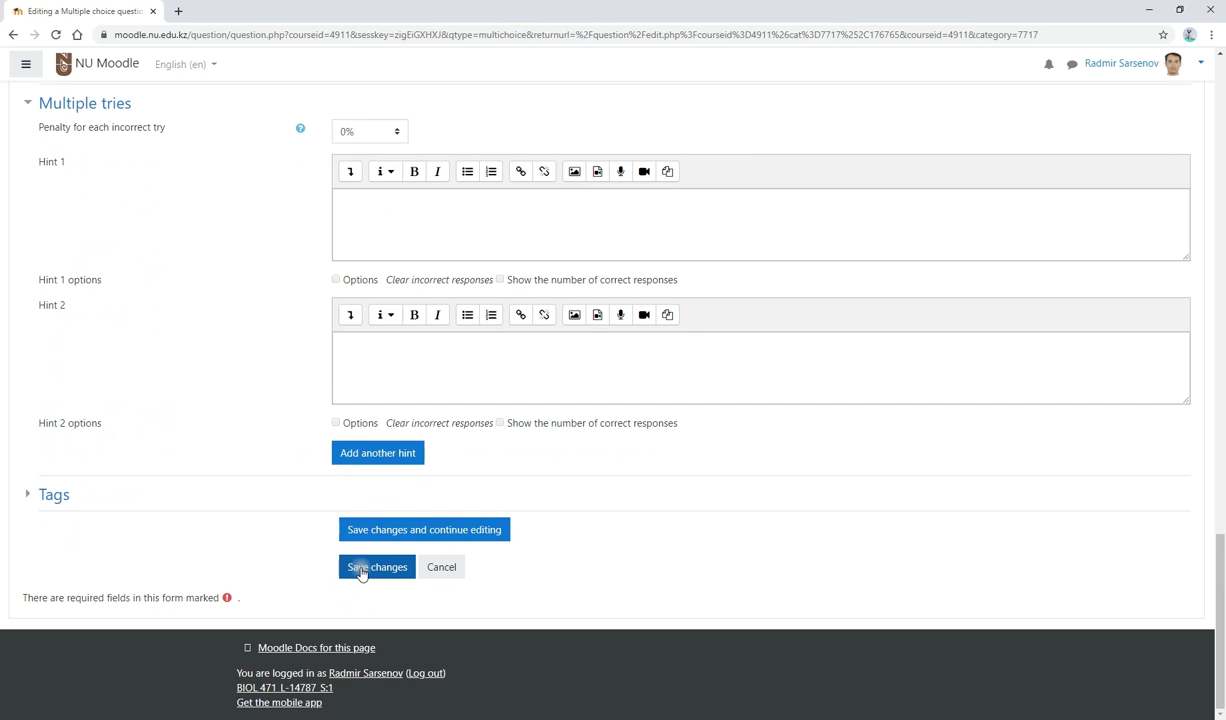 Editing a Multiple choice questio
moodle.nu.edu.kz/question/question.php?courseid=4911&sesskey=zigEiGXHXJ&qtype=multichoice&returnurl=%2Fquestion%2Fedit.php%3Fcourseid%3D4911%26cat%3D7717%252C176765&courseid=4911&category=7717
NU Moodle English (en) Radmir Sarsenov
Multiple tries
Penalty for each incorrect try ? 0%
Hint 1
B I
Hint 1 options Options Clear incorrect responses Show the number of correct responses
Hint 2
B I
Hint 2 options Options Clear incorrect responses Show the number of correct responses
Add another hint
Tags
Save changes and continue editing
Save changes Cancel
There are required fields in this form marked ! .
Moodle Docs for this page
You are logged in as Radmir Sarsenov (Log out)
BIOL 471 L-14787 S:1
Get the mobile app